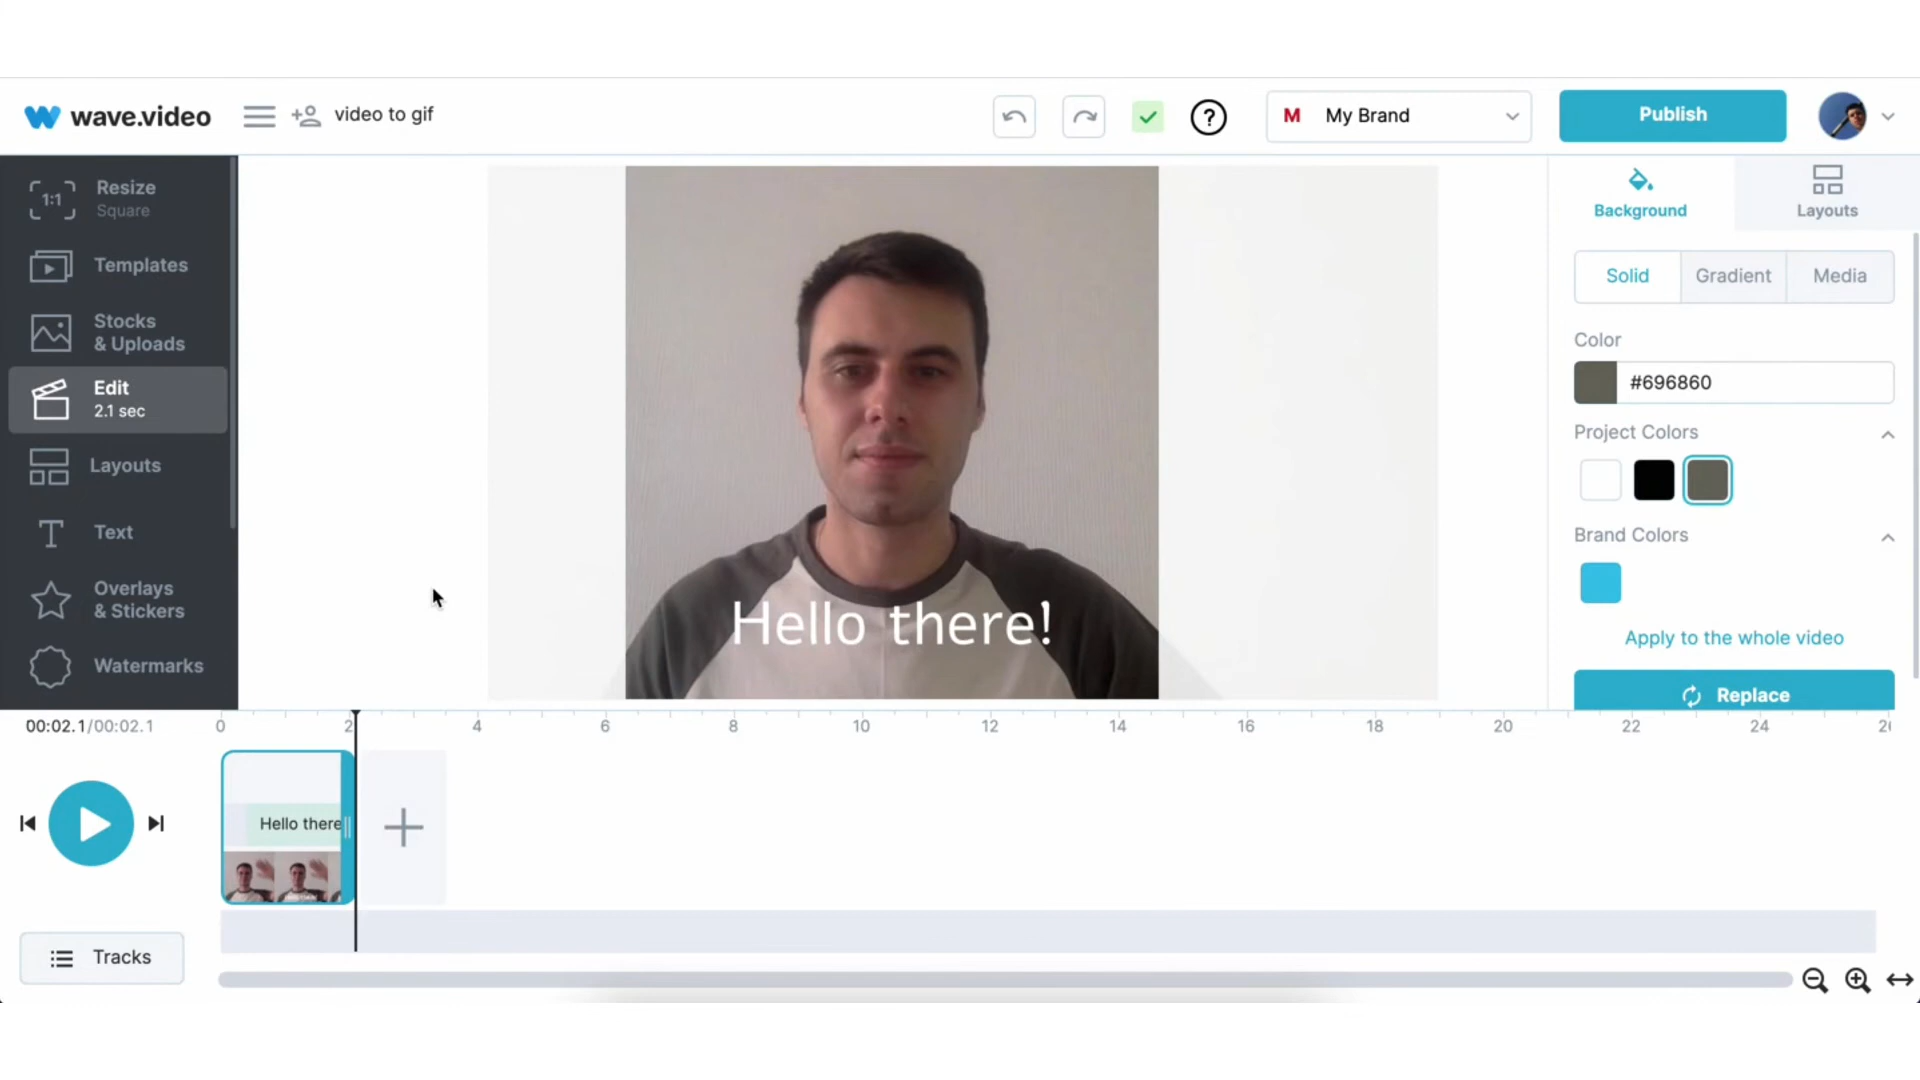 wave.video
video to gif
?
M My Brand
Publish
1:1
Resize
Square
Templates
Stocks
& Uploads
Edit
2.1 sec
Layouts
Text
Overlays
& Stickers
Watermarks
Hello there!
Background
Layouts
Solid Gradient Media
Color
#696860
Project Colors
Brand Colors
Apply to the whole video
Replace
00:02.1/00:02.1
0 2 4 6 8 10 12 14 16 18 20 22 24
Hello there
Tracks